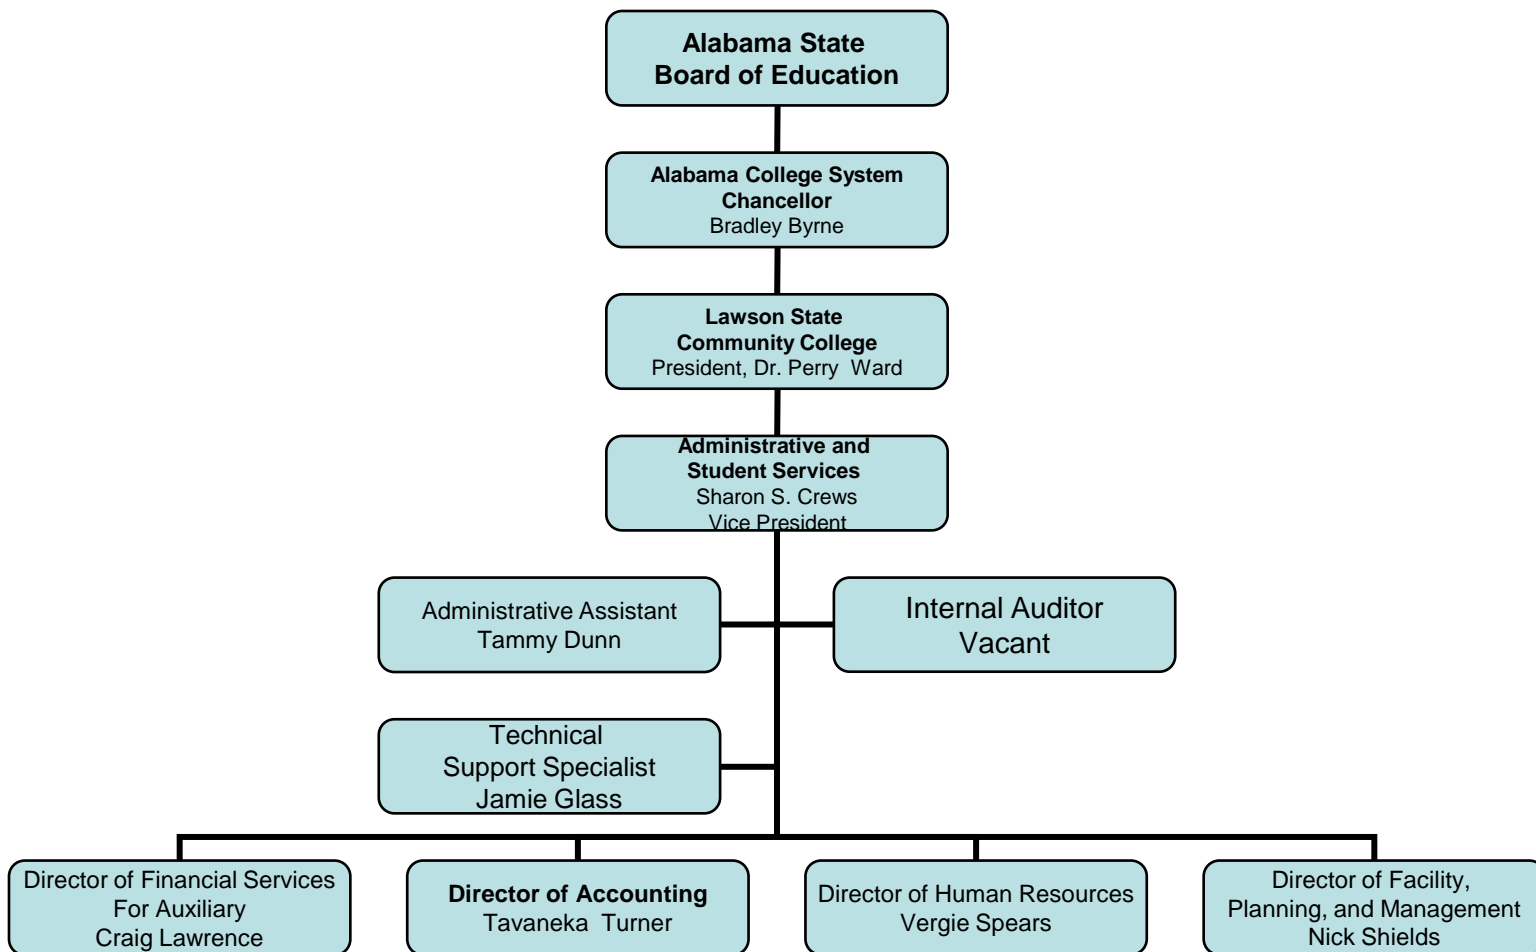 Alabama State
Board of Education
Alabama College System
Chancellor
Bradley Byrne
Lawson State
Community College
President, Dr. Perry Ward
Administrative and
Student Services
Sharon S. Crews
Vice President
Administrative Assistant
Tammy Dunn
Internal Auditor
Vacant
Technical
Support Specialist
Jamie Glass
Director of Financial Services
For Auxiliary
Craig Lawrence
Director of Accounting
Tavaneka Turner
Director of Human Resources
Vergie Spears
Director of Facility,
Planning, and Management
Nick Shields